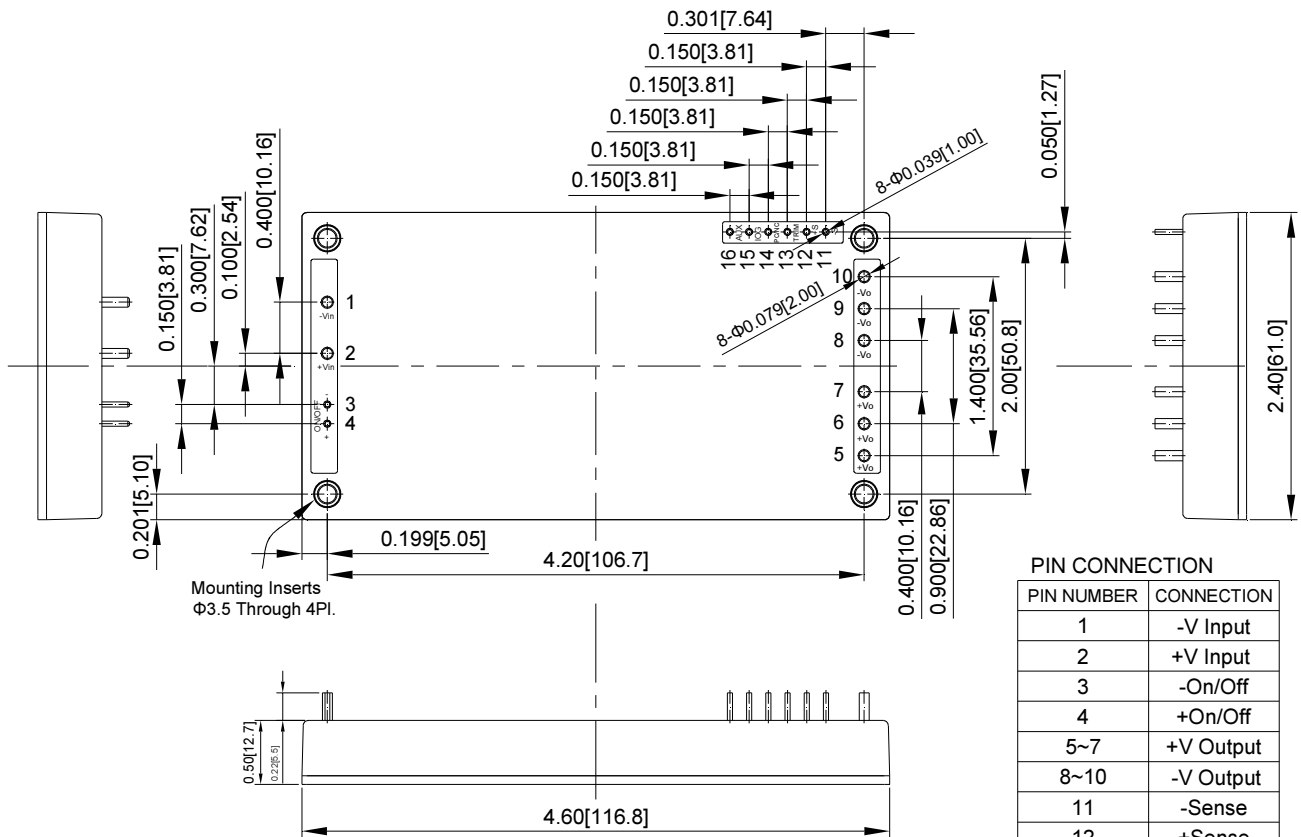 0.301[7.64]
0.150[3.81]
0.150[3.81]
0.150[3.81]
0.150[3.81]
0.150[3.81]
0.050[1.27]
8-Φ0.039[1.00]
0.400[10.16]
0.100[2.54]
0.300[7.62]
0.150[3.81]
0.201[5.10]
AUX
IOG
TRIM
+S
-S
16
15
14
13
12
11
10
-Vo
9
-Vo
8
-Vo
7
+Vo
6
+Vo
5
+Vo
8-Φ0.079[2.00]
1
-Vin
2
+Vin
-
3
ON/OFF
4
+
1.400[35.56]
2.00[50.8]
2.40[61.0]
0.400[10.16]
0.900[22.86]
0.199[5.05]
4.20[106.7]
Mounting Inserts
Φ3.5 Through 4Pl.
0.50[12.7]
0.22[5.5]
4.60[116.8]
PIN CONNECTION
PIN NUMBER CONNECTION
1 -V Input
2 +V Input
3 -On/Off
4 +On/Off
5~7 +V Output
8~10 -V Output
11 -Sense
12 +Sense